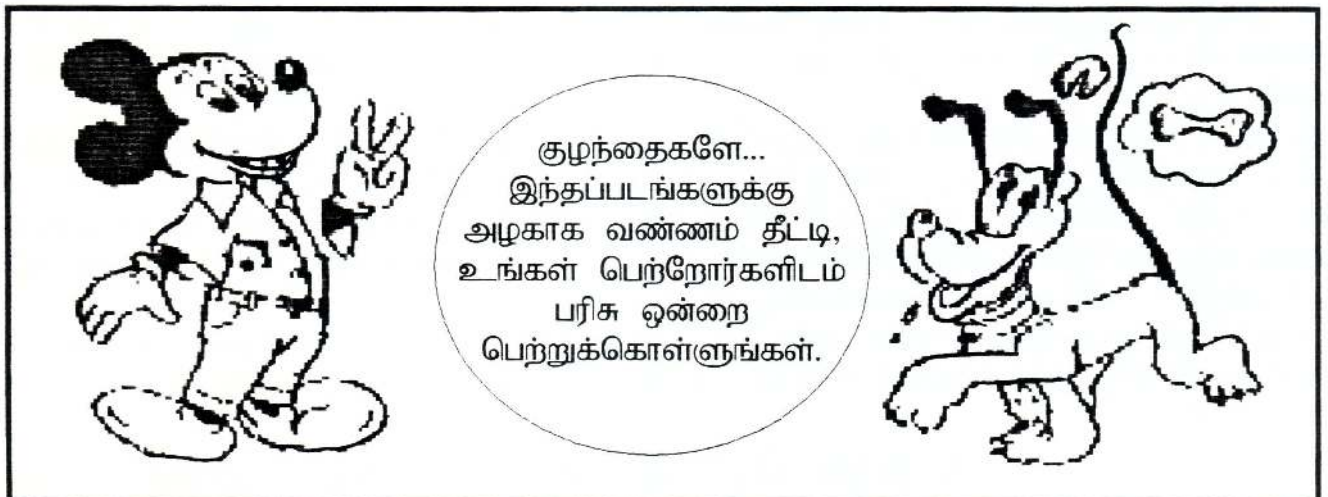 குழந்தைகளே...
இந்தப்படங்களுக்கு
அழகாக வண்ணம் தீட்டி,
உங்கள் பெற்றோர்களிடம்
பரிசு ஒன்றை
பெற்றுக்கொள்ளுங்கள்.